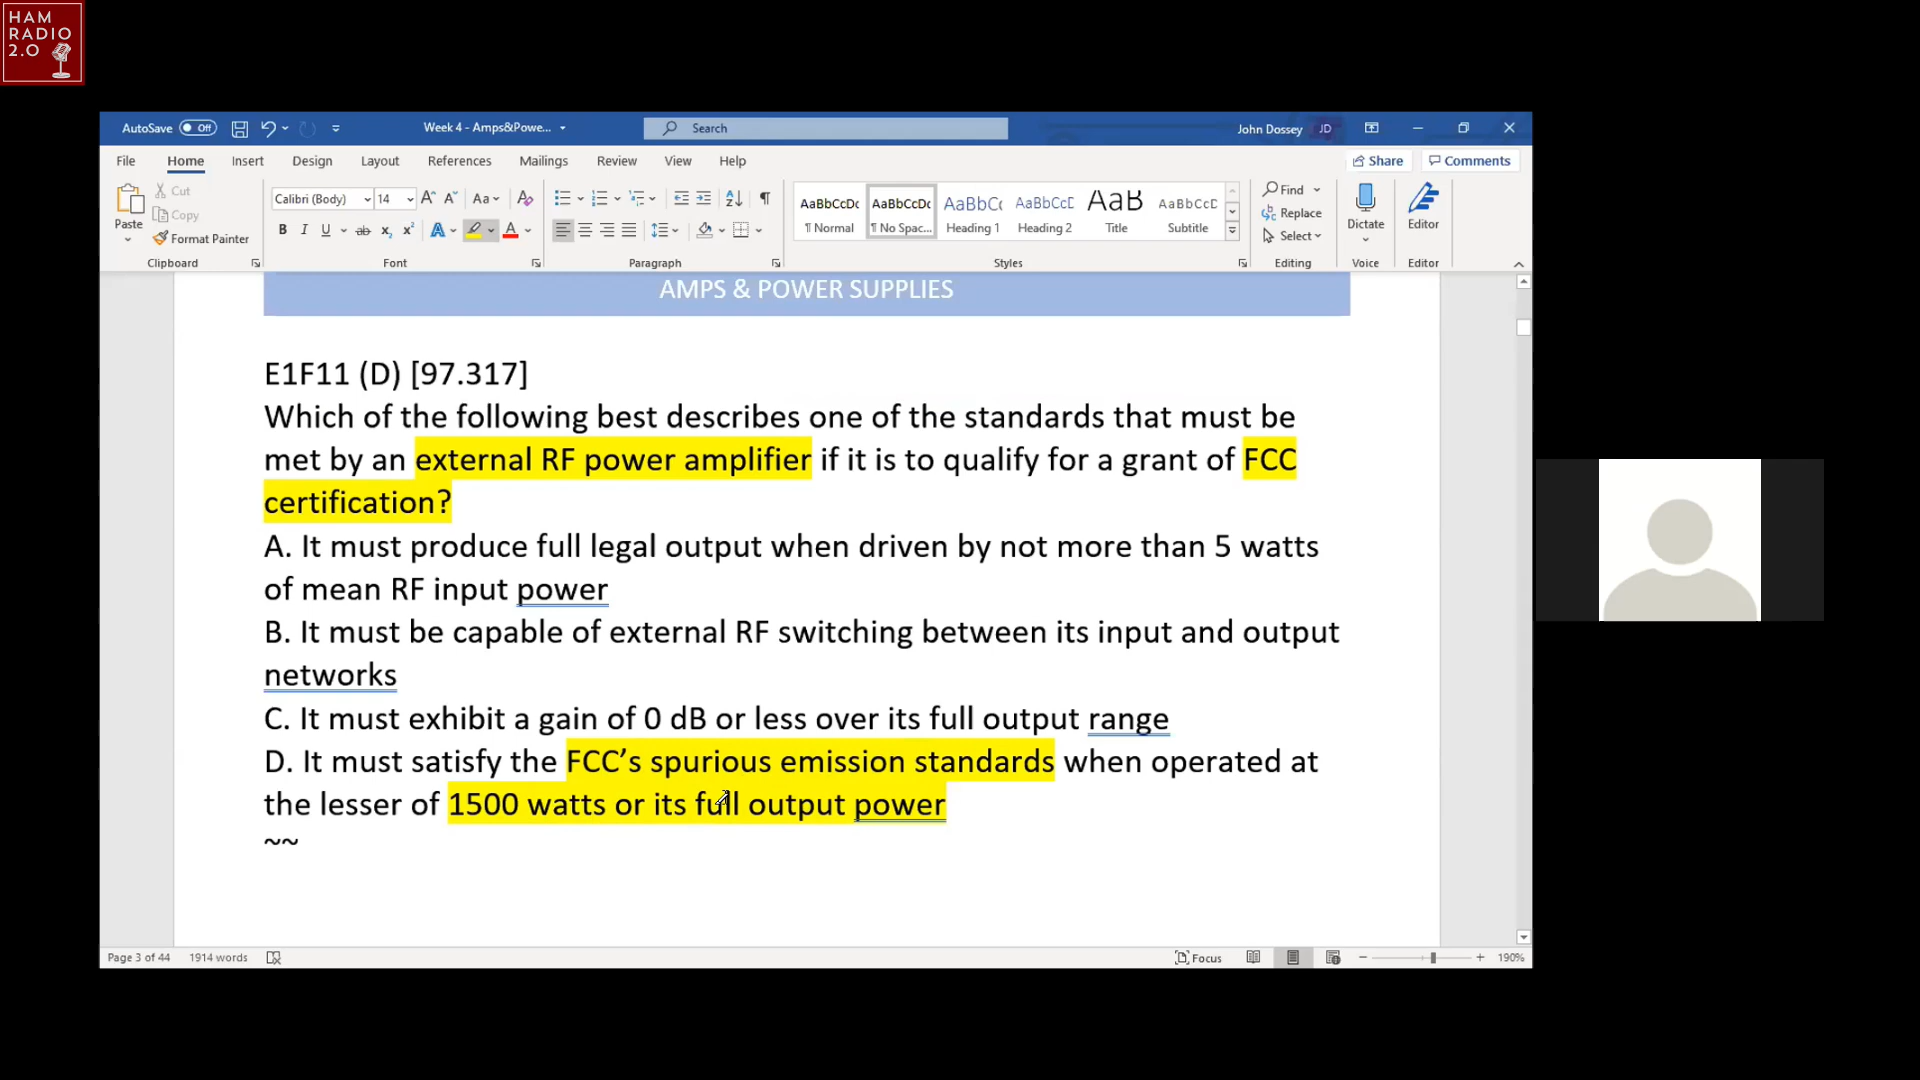 HAM
RADIO
2.0
AutoSave Off Week 4 - Amps&Powe... Search John Dossey JD
File Home Insert Design Layout References Mailings Review View Help Share Comments
Paste Cut
Copy
Format Painter
Calibri (Body) 14
AaBbCcDc AaBbCcDc AaBbCc AaBbCcD AaB AaBbCcD
¶ Normal ¶ No Spac... Heading 1 Heading 2 Title Subtitle
Find
Replace
Select
Dictate Editor
Clipboard Font Paragraph Styles Editing Voice Editor
AMPS & POWER SUPPLIES
E1F11 (D) [97.317]
Which of the following best describes one of the standards that must be
met by an external RF power amplifier if it is to qualify for a grant of FCC
certification?
A. It must produce full legal output when driven by not more than 5 watts
of mean RF input power
B. It must be capable of external RF switching between its input and output
networks
C. It must exhibit a gain of 0 dB or less over its full output range
D. It must satisfy the FCC’s spurious emission standards when operated at
the lesser of 1500 watts or its full output power
~~
Page 3 of 44 1914 words Focus 190%